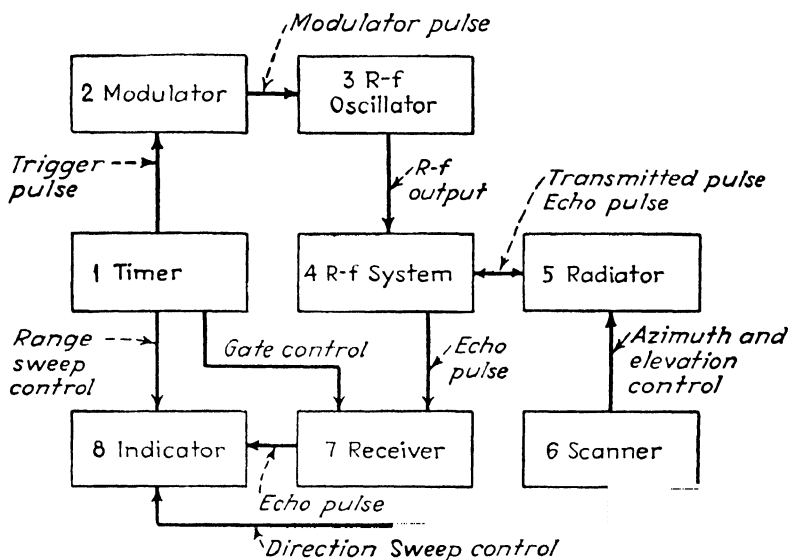 Modulator pulse
2 Modulator
3 R-f
Oscillator
Trigger
pulse
R-f
output
Transmitted pulse
Echo pulse
1 Timer
4 R-f System
5 Radiator
Range
sweep
control
Gate control
Echo
pulse
Azimuth and
elevation
control
8 Indicator
7 Receiver
6 Scanner
Echo pulse
Direction Sweep control